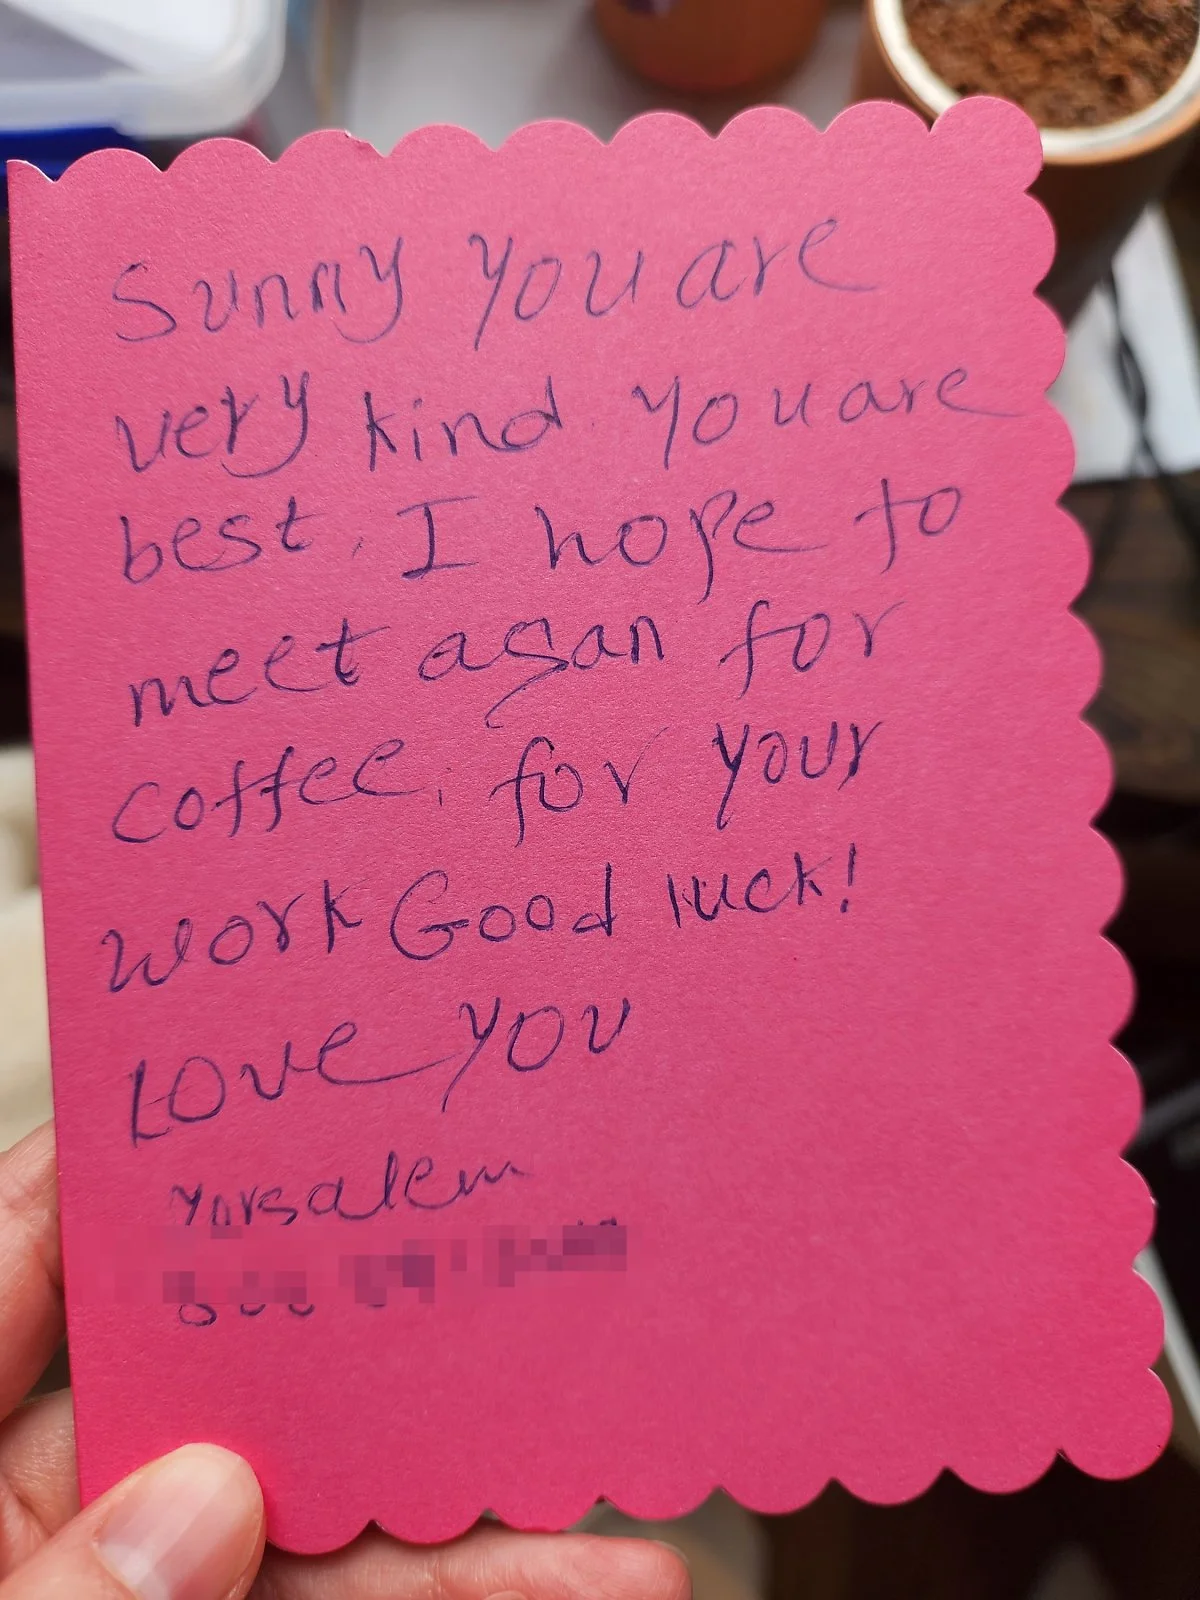 Sunny you are
very kind. you are
best. I hope to
meet agan for
coffee. for your
work Good luck!
Love you
Yorsalem